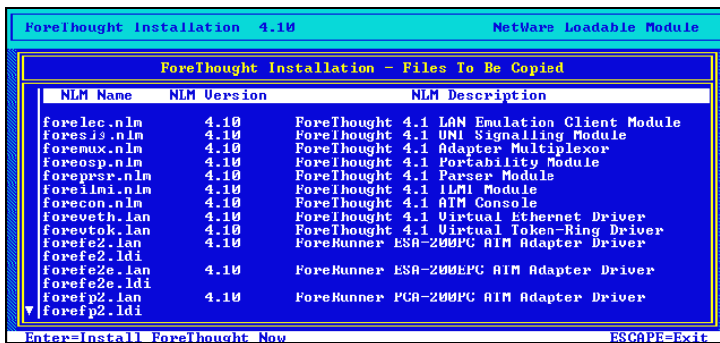 ForeThought Installation 4.10 NetWare Loadable Module
ForeThought Installation - Files To Be Copied
NLM Name NLM Version NLM Description
forelec.nlm 4.10 ForeThought 4.1 LAN Emulation Client Module
foresig.nlm 4.10 ForeThought 4.1 UNI Signalling Module
foremux.nlm 4.10 ForeThought 4.1 Adapter Multiplexor
foreosp.nlm 4.10 ForeThought 4.1 Portability Module
foreprsr.nlm 4.10 ForeThought 4.1 Parser Module
foreilmi.nlm 4.10 ForeThought 4.1 ILMI Module
forecon.nlm 4.10 ForeThought 4.1 ATM Console
foreveth.lan 4.10 ForeThought 4.1 Virtual Ethernet Driver
forevtok.lan 4.10 ForeThought 4.1 Virtual Token-Ring Driver
forefe2.lan 4.10 ForeRunner ESA-200PC ATM Adapter Driver
forefe2.ldi
forefe2e.lan 4.10 ForeRunner ESA-200EPC ATM Adapter Driver
forefe2e.ldi
forefp2.lan 4.10 ForeRunner PCA-200PC ATM Adapter Driver
forefp2.ldi
Enter=Install ForeThought Now ESCAPE=Exit